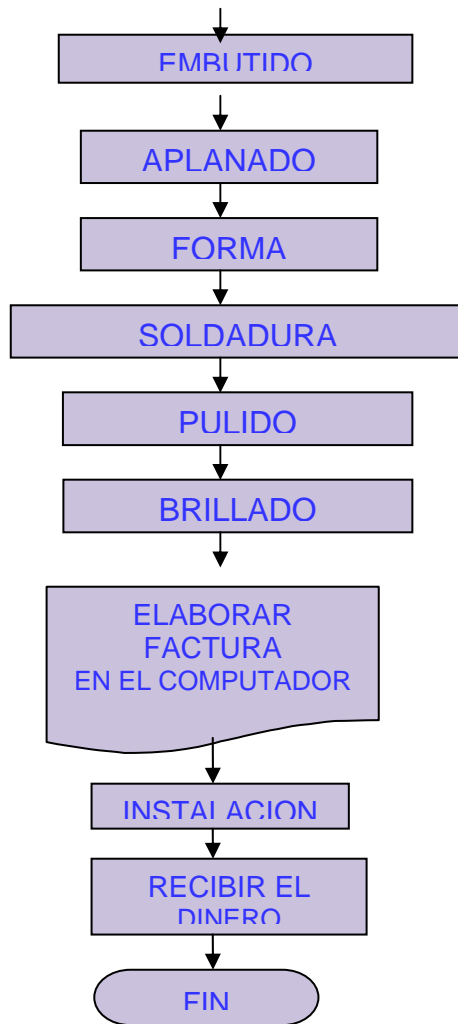 EMBUTIDO
APLANADO
FORMA
SOLDADURA
PULIDO
BRILLADO
ELABORAR
FACTURA
EN EL COMPUTADOR
INSTALACION
RECIBIR EL
DINERO
FIN